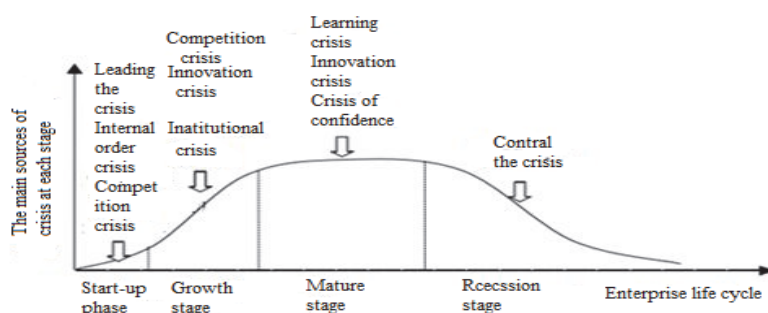 The main sources of
crisis at each stage
Leading
the
crisis
Internal
order
crisis
Compet
ition
crisis
Competition
crisis
Innovation
crisis
Inatitutional
crisis
Learning
crisis
Innovation
crisis
Crisis of
confidence
Contral
the crisis
Start-up
phase
Growth
stage
Mature
stage
Rcecssion
stage
Enterprise life cycle